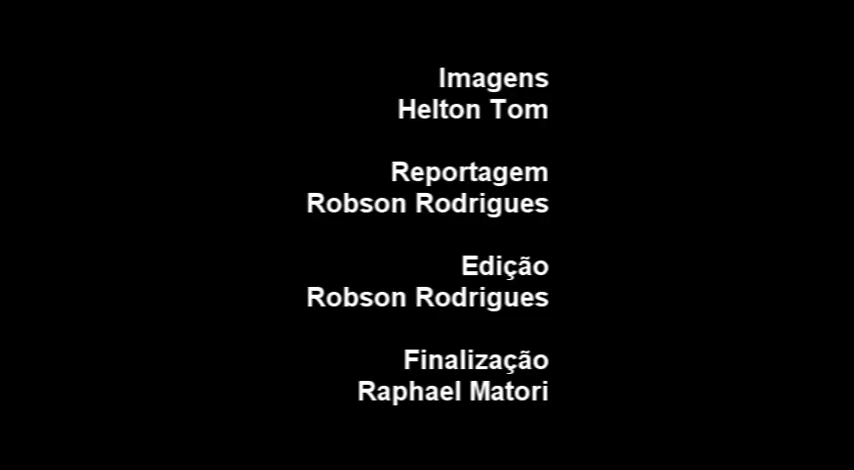 Imagens
Helton Tom
Reportagem
Robson Rodrigues
Edição
Robson Rodrigues
Finalização
Raphael Matori